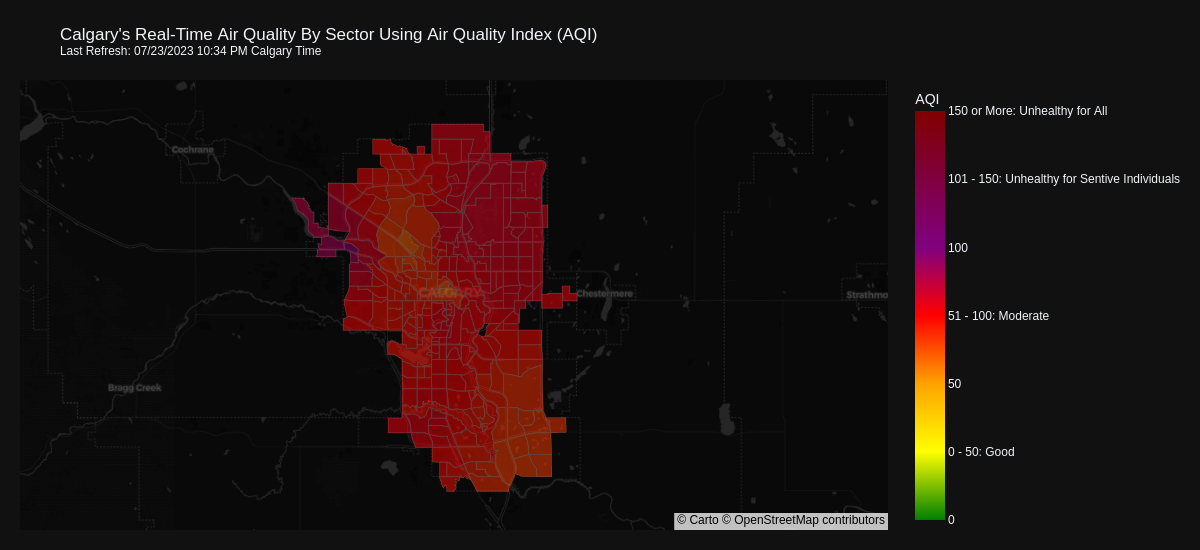 Calgary's Real-Time Air Quality By Sector Using Air Quality Index (AQI)
Last Refresh: 07/23/2023 10:34 PM Calgary Time
AQI
150 or More: Unhealthy for All
Cochrane
101 - 150: Unhealthy for Sentive Individuals
100
CALGARY
Chestermere
Strathmo
51 - 100: Moderate
Bragg Creek
50
0 - 50: Good
© Carto © OpenStreetMap contributors
0